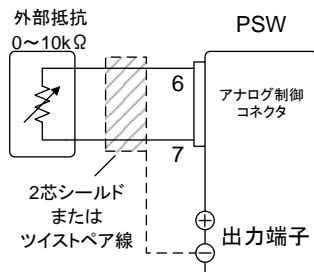 外部抵抗
0～10kΩ
PSW
6
アナログ制御
コネクタ
7
2芯シールド
または
ツイストペア線
出力端子
+
−